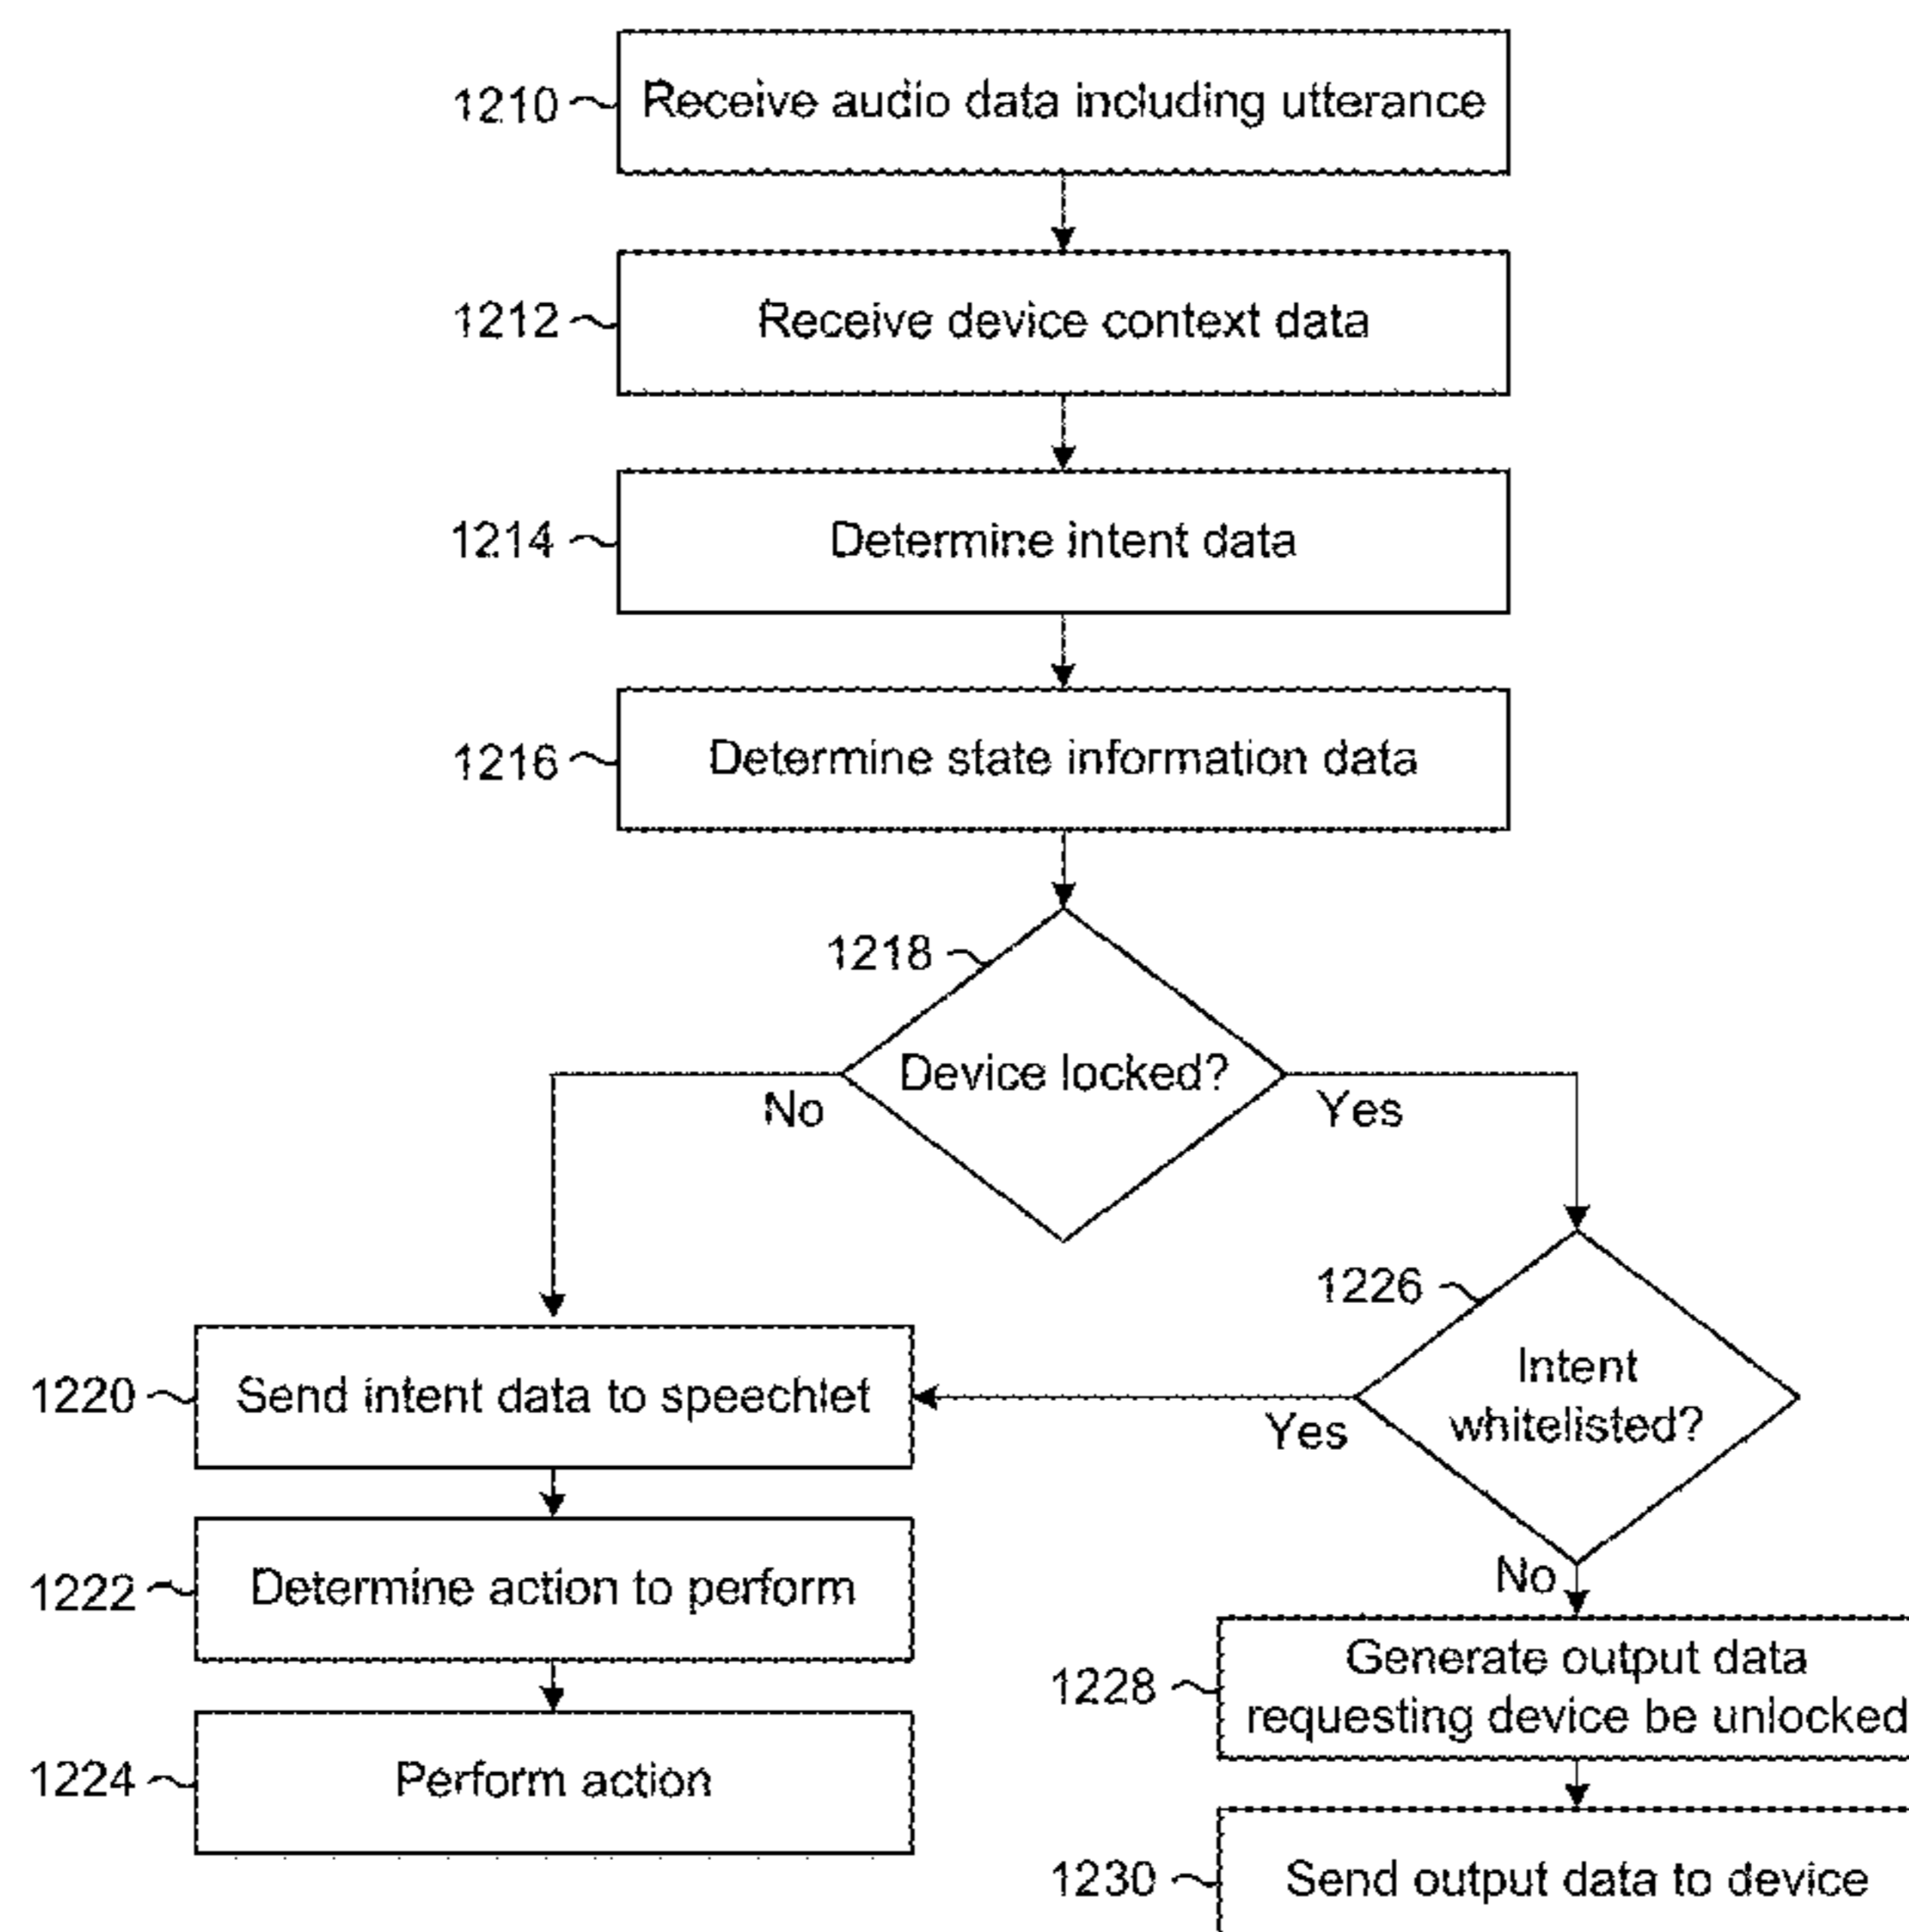 1210
Receive audio data including utterance
1212
Receive device context data
1214
Determine intent data
1216
Determine state information data
1218
Device locked?
No
Yes
1226
Intent
whitelisted?
Yes
No
1220
Send intent data to speechlet
1222
Determine action to perform
1224
Perform action
1228
Generate output data
requesting device be unlocked
1230
Send output data to device